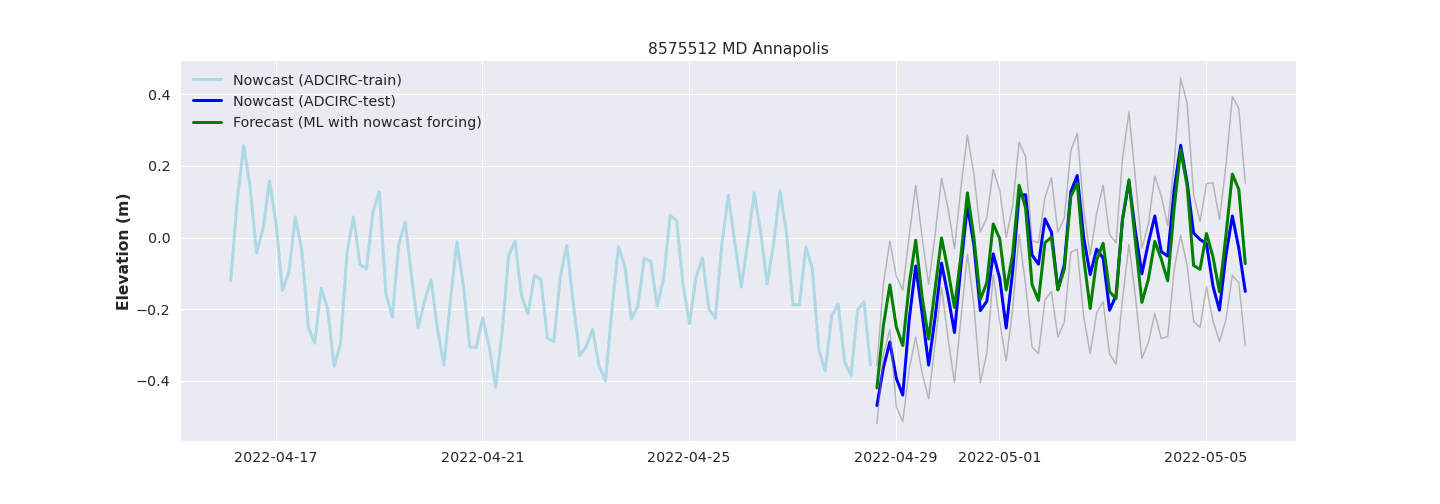 8575512 MD Annapolis
Nowcast (ADCIRC-train)
Nowcast (ADCIRC-test)
Forecast (ML with nowcast forcing)
Elevation (m)
0.4
0.2
0.0
−0.2
−0.4
2022-04-17 2022-04-21 2022-04-25 2022-04-29 2022-05-01 2022-05-05